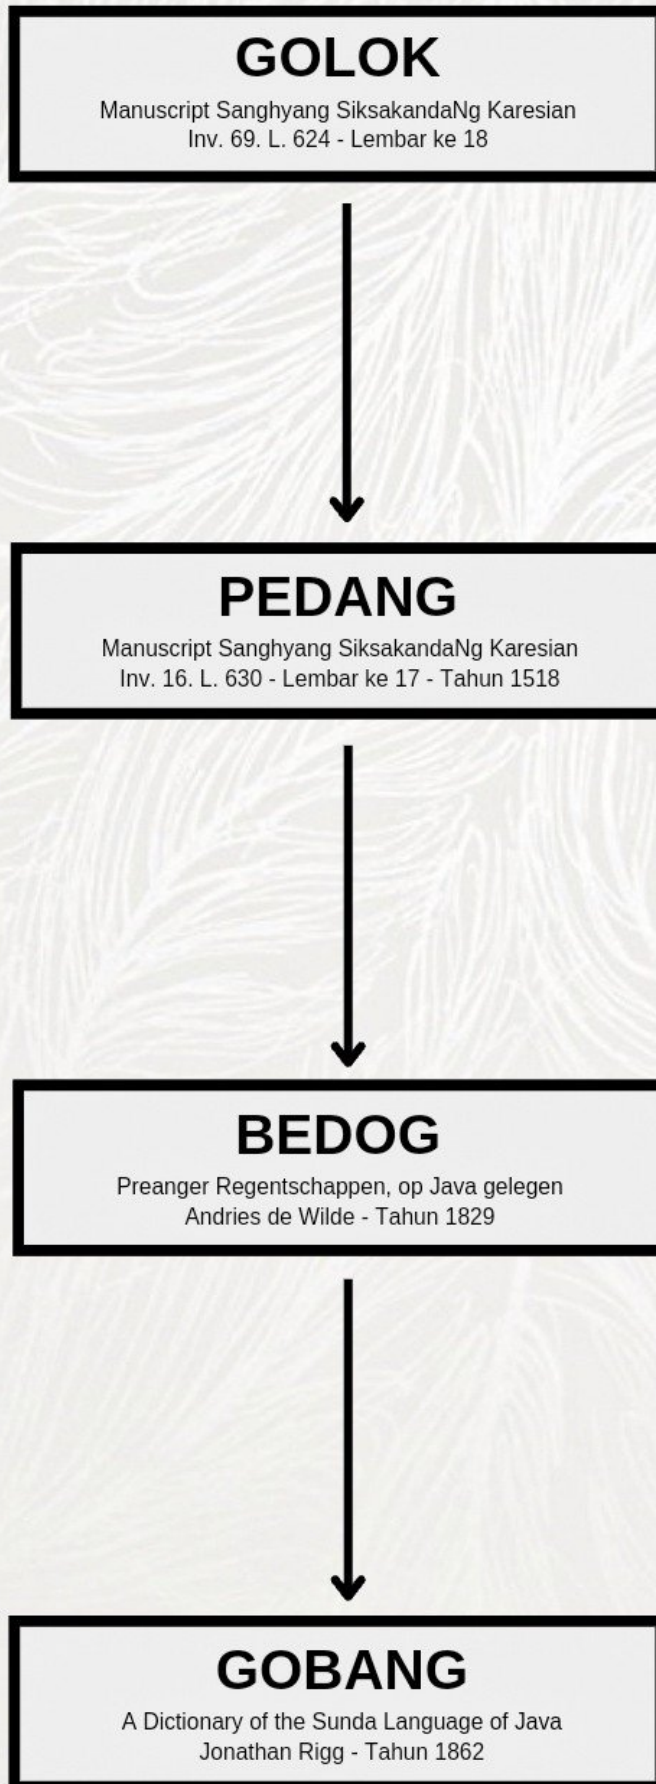 GOLOK
Manuscript Sanghyang SiksakandaNg Karesian
Inv. 69. L. 624 - Lembar ke 18
PEDANG
Manuscript Sanghyang SiksakandaNg Karesian
Inv. 16. L. 630 - Lembar ke 17 - Tahun 1518
BEDOG
Preanger Regentschappen, op Java gelegen
Andries de Wilde - Tahun 1829
GOBANG
A Dictionary of the Sunda Language of Java
Jonathan Rigg - Tahun 1862